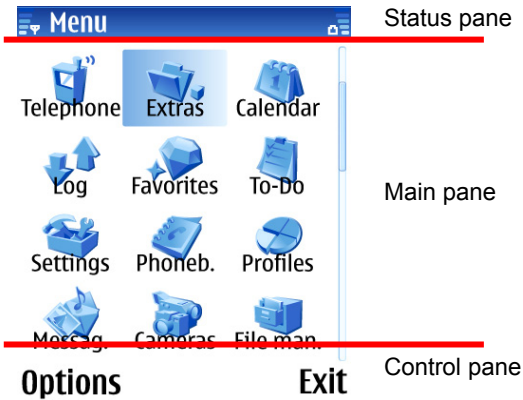 Menu
Status pane
Telephone Extras Calendar
Log Favorites To-Do
Main pane
Settings Phoneb. Profiles
Messag. Cameras File man.
Control pane
Options Exit